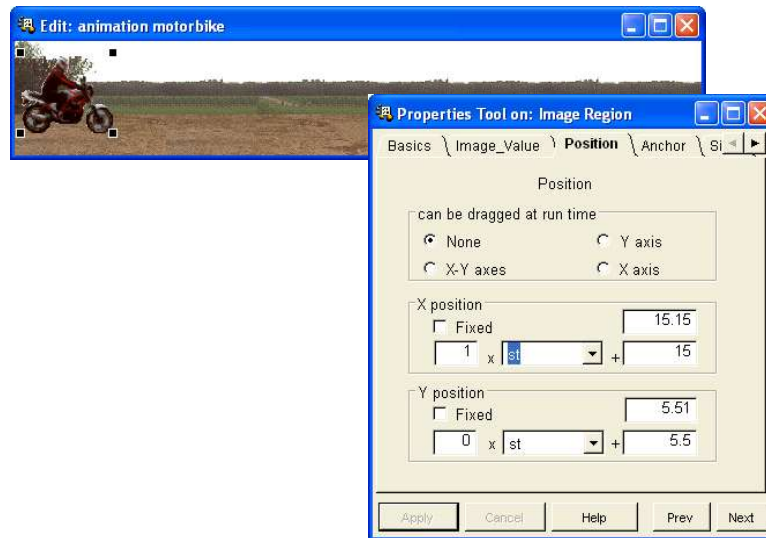 Edit: animation motorbike
Properties Tool on: Image Region
Basics Image_Value Position Anchor Si
Position
can be dragged at run time
None Y axis
X-Y axes X axis
X position
Fixed 15.15
1 x st + 15
Y position
Fixed 5.51
0 x st + 5.5
Apply Cancel Help Prev Next